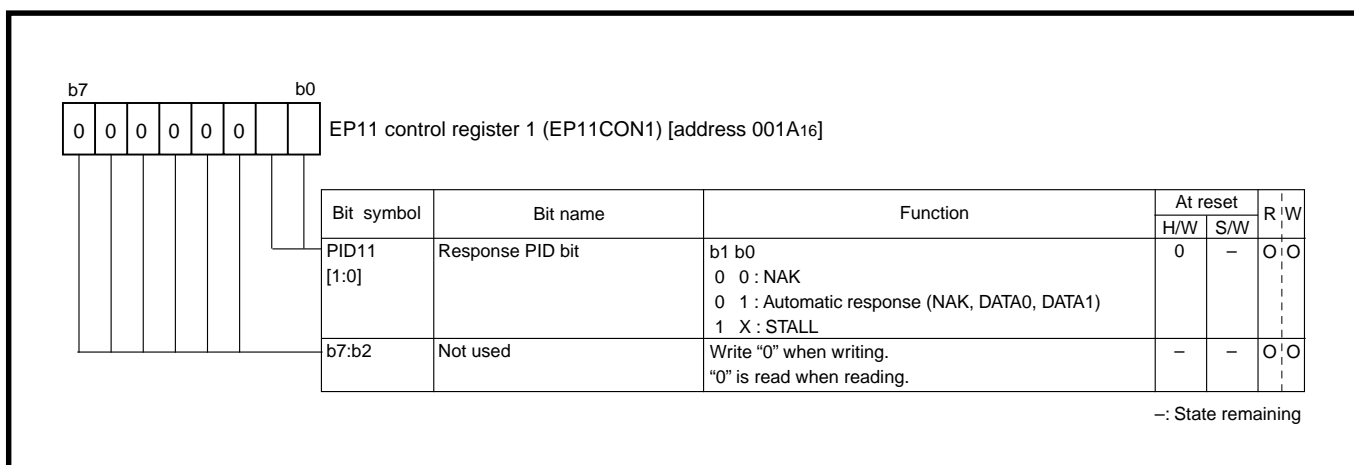 b7 b0
0 0 0 0 0 0 EP11 control register 1 (EP11CON1) [address 001A16]
Bit symbol Bit name Function At reset R W
H/W S/W
PID11 Response PID bit b1 b0 0 – O O
[1:0] 0 0 : NAK
0 1 : Automatic response (NAK, DATA0, DATA1)
1 X : STALL
b7:b2 Not used Write “0” when writing. – – O O
“0” is read when reading.
–: State remaining